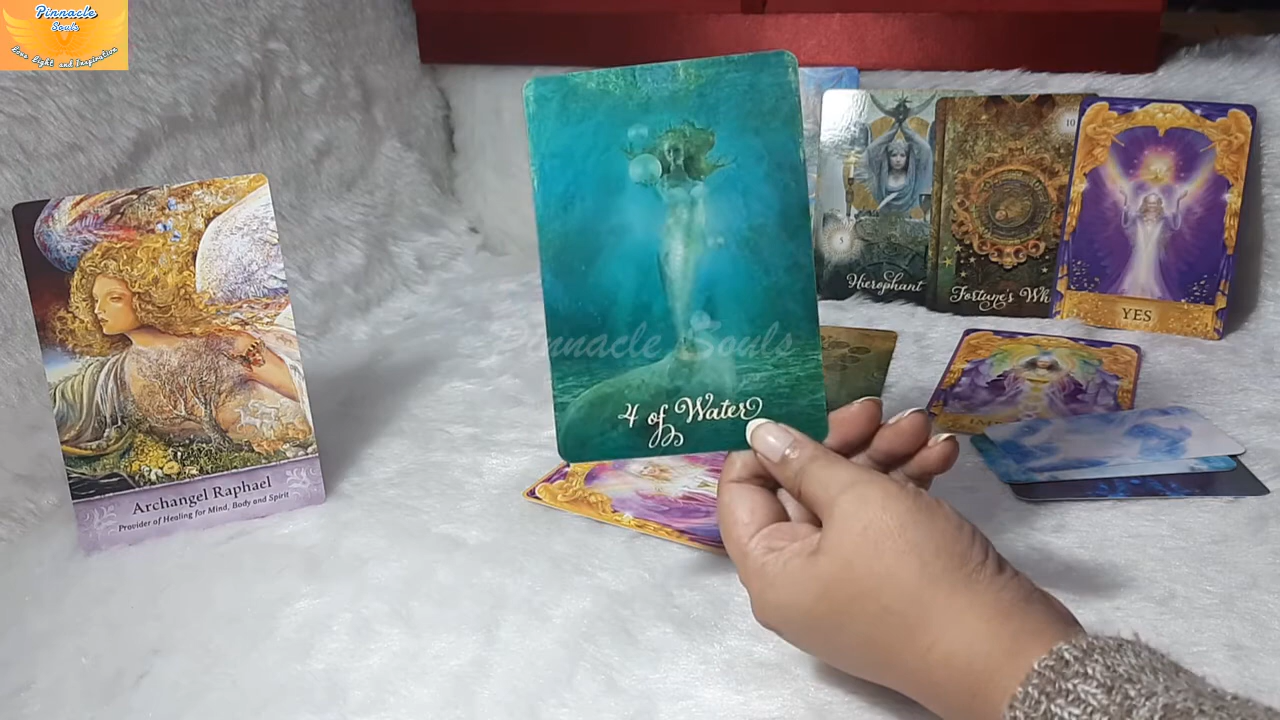 Pinnacle
Souls
Love Light and Inspiration
10
5
Hierophant
Fortune's Wh
YES
Pinnacle Souls
4 of Water
Archangel Raphael
Provider of Healing for Mind, Body and Spirit